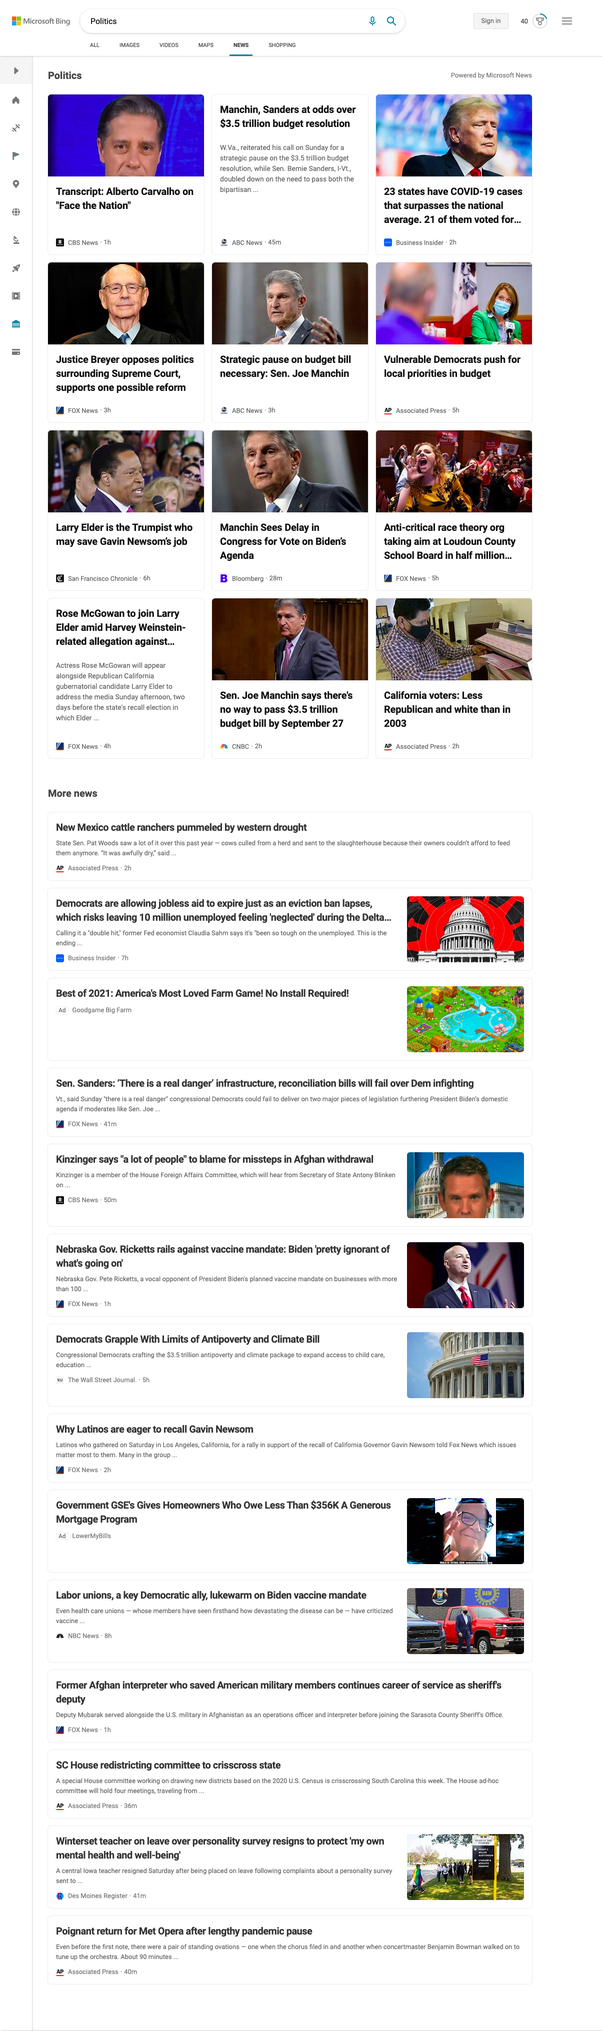 Microsoft Bing
Politics
Sign in
40
ALL
IMAGES
VIDEOS
MAPS
NEWS
SHOPPING
Politics
Powered by Microsoft News
Transcript: Alberto Carvalho on
"Face the Nation"
CBS News · 1h
Manchin, Sanders at odds over
$3.5 trillion budget resolution
W.Va., reiterated his call on Sunday for a
strategic pause on the $3.5 trillion budget
resolution, while Sen. Bernie Sanders, I-Vt.,
doubled down on the need to pass both the
bipartisan ...
ABC News · 45m
23 states have COVID-19 cases
that surpasses the national
average. 21 of them voted for...
Business Insider · 2h
Justice Breyer opposes politics
surrounding Supreme Court,
supports one possible reform
FOX News · 3h
Strategic pause on budget bill
necessary: Sen. Joe Manchin
ABC News · 3h
Vulnerable Democrats push for
local priorities in budget
AP
Associated Press · 5h
Larry Elder is the Trumpist who
may save Gavin Newsom's job
San Francisco Chronicle · 6h
Manchin Sees Delay in
Congress for Vote on Biden's
Agenda
B
Bloomberg · 28m
Anti-critical race theory org
taking aim at Loudoun County
School Board in half million...
FOX News · 5h
Rose McGowan to join Larry
Elder amid Harvey Weinstein-
related allegation against...
Actress Rose McGowan will appear
alongside Republican California
gubernatorial candidate Larry Elder to
address the media Sunday afternoon, two
days before the state's recall election in
which Elder ...
FOX News · 4h
Sen. Joe Manchin says there's
no way to pass $3.5 trillion
budget bill by September 27
CNBC · 2h
California voters: Less
Republican and white than in
2003
AP
Associated Press · 2h
More news
New Mexico cattle ranchers pummeled by western drought
State Sen. Pat Woods saw a lot of it over this past year — cows culled from a herd and sent to the slaughterhouse because their owners couldn't afford to feed
them anymore. "It was awfully dry," said ...
AP
Associated Press · 2h
Democrats are allowing jobless aid to expire just as an eviction ban lapses,
which risks leaving 10 million unemployed feeling 'neglected' during the Delta...
Calling it a "double hit," former Fed economist Claudia Sahm says it's "been so tough on the unemployed. This is the
ending ...
Business Insider · 7h
Best of 2021: America's Most Loved Farm Game! No Install Required!
Ad
Goodgame Big Farm
Sen. Sanders: 'There is a real danger' infrastructure, reconciliation bills will fail over Dem infighting
Vt., said Sunday "there is a real danger" congressional Democrats could fail to deliver on two major pieces of legislation furthering President Biden's domestic
agenda if moderates like Sen. Joe ...
FOX News · 41m
Kinzinger says "a lot of people" to blame for missteps in Afghan withdrawal
Kinzinger is a member of the House Foreign Affairs Committee, which will hear from Secretary of State Antony Blinken
on ...
CBS News · 50m
Nebraska Gov. Ricketts rails against vaccine mandate: Biden 'pretty ignorant of
what's going on'
Nebraska Gov. Pete Ricketts, a vocal opponent of President Biden's planned vaccine mandate on businesses with more
than 100 ...
FOX News · 1h
Democrats Grapple With Limits of Antipoverty and Climate Bill
Congressional Democrats crafting the $3.5 trillion antipoverty and climate package to expand access to child care,
education ...
WSJ
The Wall Street Journal. · 5h
Why Latinos are eager to recall Gavin Newsom
Latinos who gathered on Saturday in Los Angeles, California, for a rally in support of the recall of California Governor Gavin Newsom told Fox News which issues
matter most to them. Many in the group ...
FOX News · 2h
Government GSE's Gives Homeowners Who Owe Less Than $356K A Generous
Mortgage Program
Ad
LowerMyBills
Labor unions, a key Democratic ally, lukewarm on Biden vaccine mandate
Even health care unions — whose members have seen firsthand how devastating the disease can be — have criticized
vaccine ...
NBC News · 8h
Former Afghan interpreter who saved American military members continues career of service as sheriff's
deputy
Deputy Mubarak served alongside the U.S. military in Afghanistan as an operations officer and interpreter before joining the Sarasota County Sheriff's Office.
FOX News · 1h
SC House redistricting committee to crisscross state
A special House committee working on drawing new districts based on the 2020 U.S. Census is crisscrossing South Carolina this week. The House ad-hoc
committee will hold four meetings, traveling from ...
AP
Associated Press · 36m
Winterset teacher on leave over personality survey resigns to protect 'my own
mental health and well-being'
A central Iowa teacher resigned Saturday after being placed on leave following complaints about a personality survey
sent to ...
Des Moines Register · 41m
Poignant return for Met Opera after lengthy pandemic pause
Even before the first note, there were a pair of standing ovations — one when the chorus filed in and another when concertmaster Benjamin Bowman walked on to
tune up the orchestra. About 90 minutes ...
AP
Associated Press · 40m